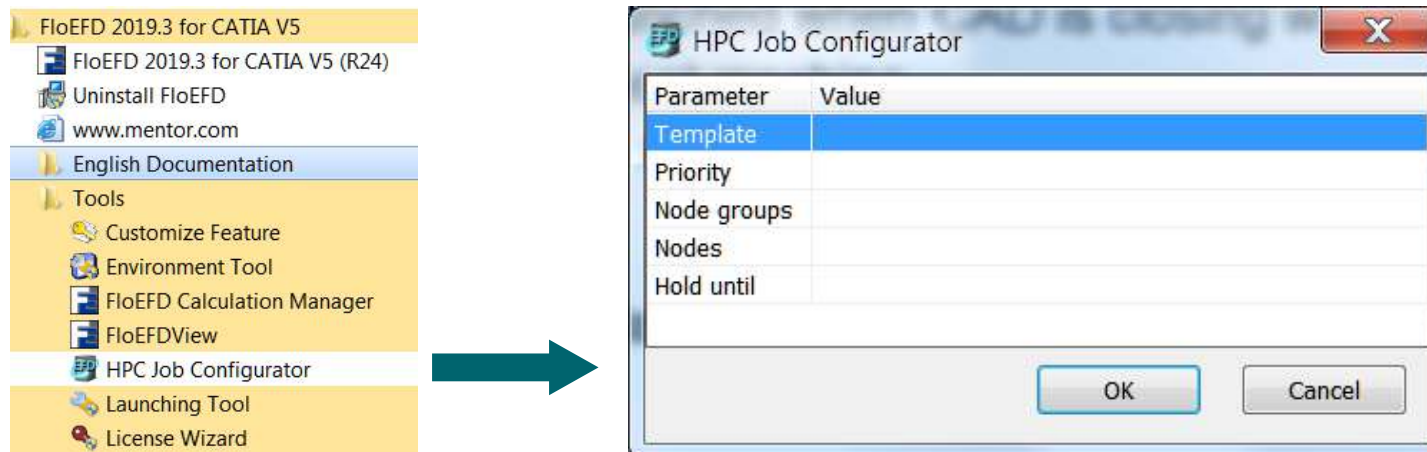 FloEFD 2019.3 for CATIA V5
FloEFD 2019.3 for CATIA V5 (R24)
Uninstall FloEFD
www.mentor.com
English Documentation
Tools
Customize Feature
Environment Tool
FloEFD Calculation Manager
FloEFDView
HPC Job Configurator
Launching Tool
License Wizard
HPC Job Configurator
Parameter Value
Template
Priority
Node groups
Nodes
Hold until
OK Cancel